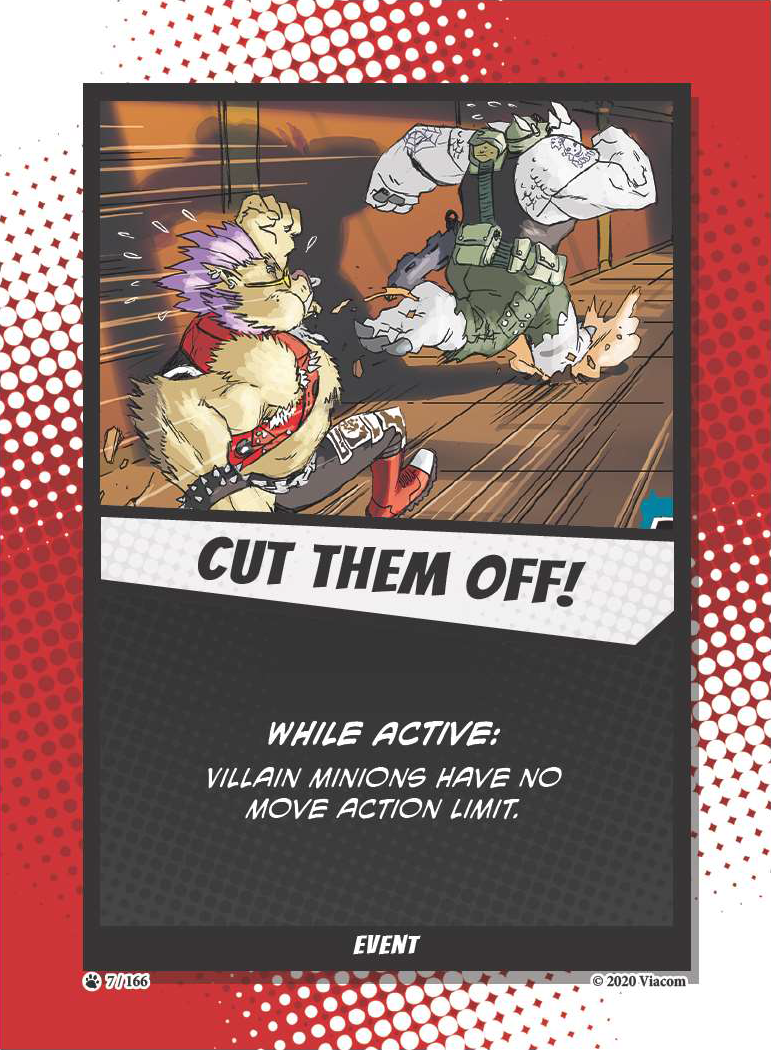 CUT THEM OFF!
WHILE ACTIVE:
VILLAIN MINIONS HAVE NO
MOVE ACTION LIMIT.
EVENT
7/166
© 2020 Viacom